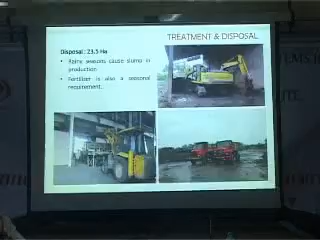 TREATMENT & DISPOSAL
Disposal : 23.5 Ha
• Rainy seasons cause slump in
production
• Fertilizer is also a seasonal
requirement.